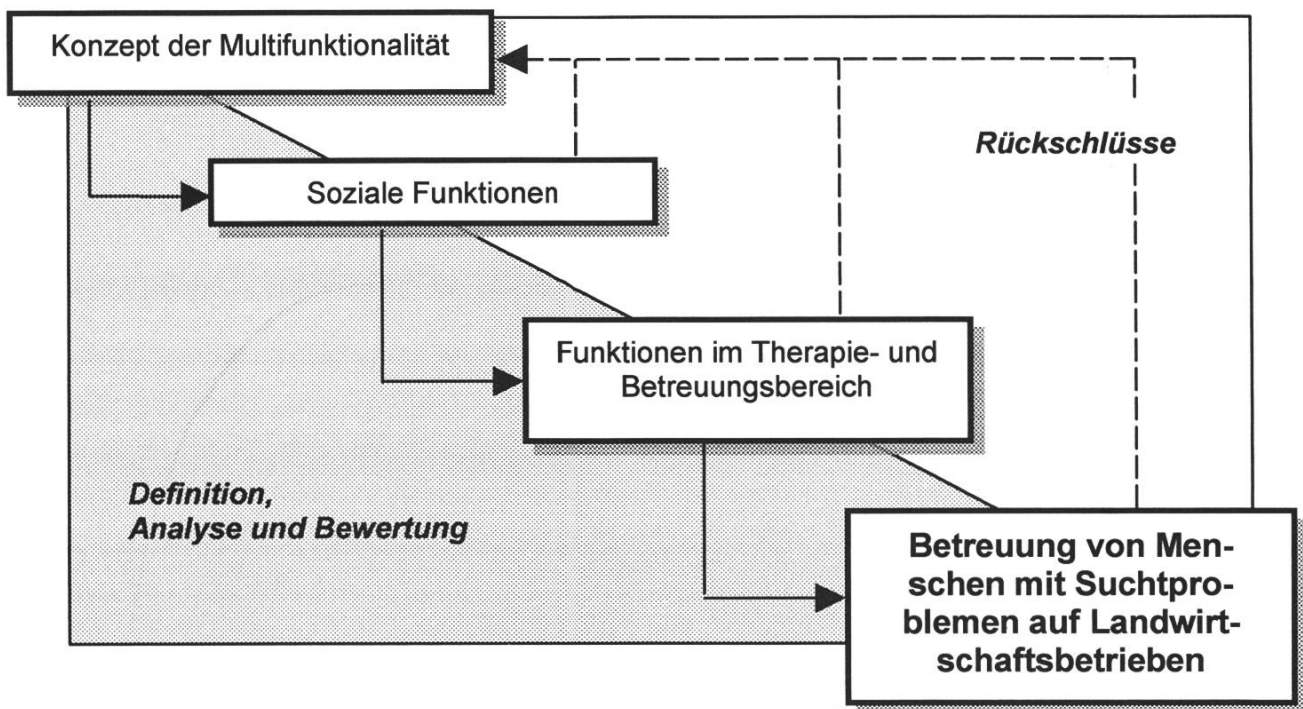 Konzept der Multifunktionalität
Rückschlüsse
Soziale Funktionen
Funktionen im Therapie- und
Betreuungsbereich
Definition,
Analyse und Bewertung
Betreuung von Men-
schen mit Suchtpro-
blemen auf Landwirt-
schaftsbetrieben